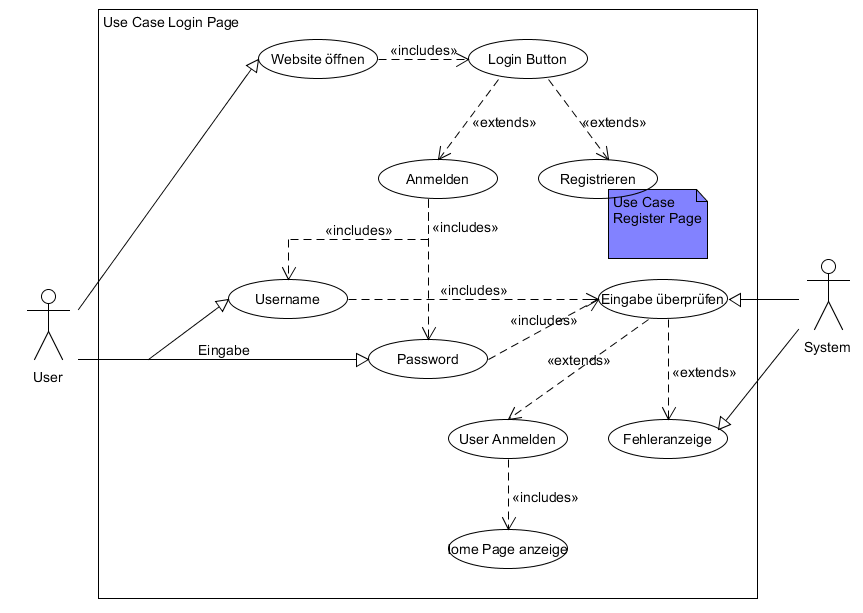 Use Case Login Page
Website öffnen
«includes»
Login Button
«extends»
«extends»
Anmelden
Registrieren
Use Case
Register Page
«includes»
«includes»
Username
«includes»
Eingabe überprüfen
«includes»
Eingabe
Password
User
System
«extends»
«extends»
User Anmelden
Fehleranzeige
«includes»
ome Page anzeige